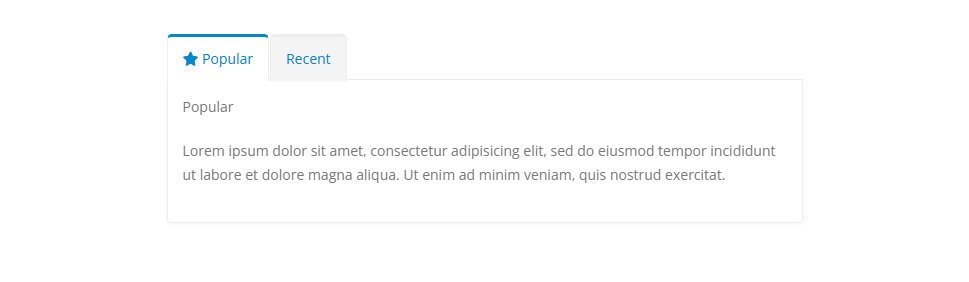 Popular Recent
Popular
Lorem ipsum dolor sit amet, consectetur adipisicing elit, sed do eiusmod tempor incididunt
ut labore et dolore magna aliqua. Ut enim ad minim veniam, quis nostrud exercitat.